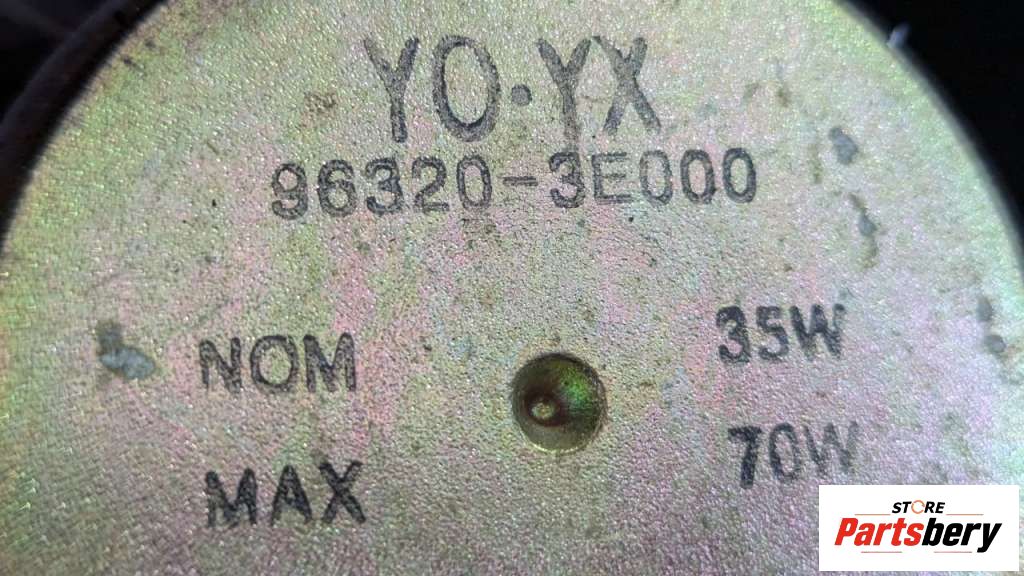 YO·YX
96320-3E000
NOM 35W
MAX 70W
STORE
Partsbery